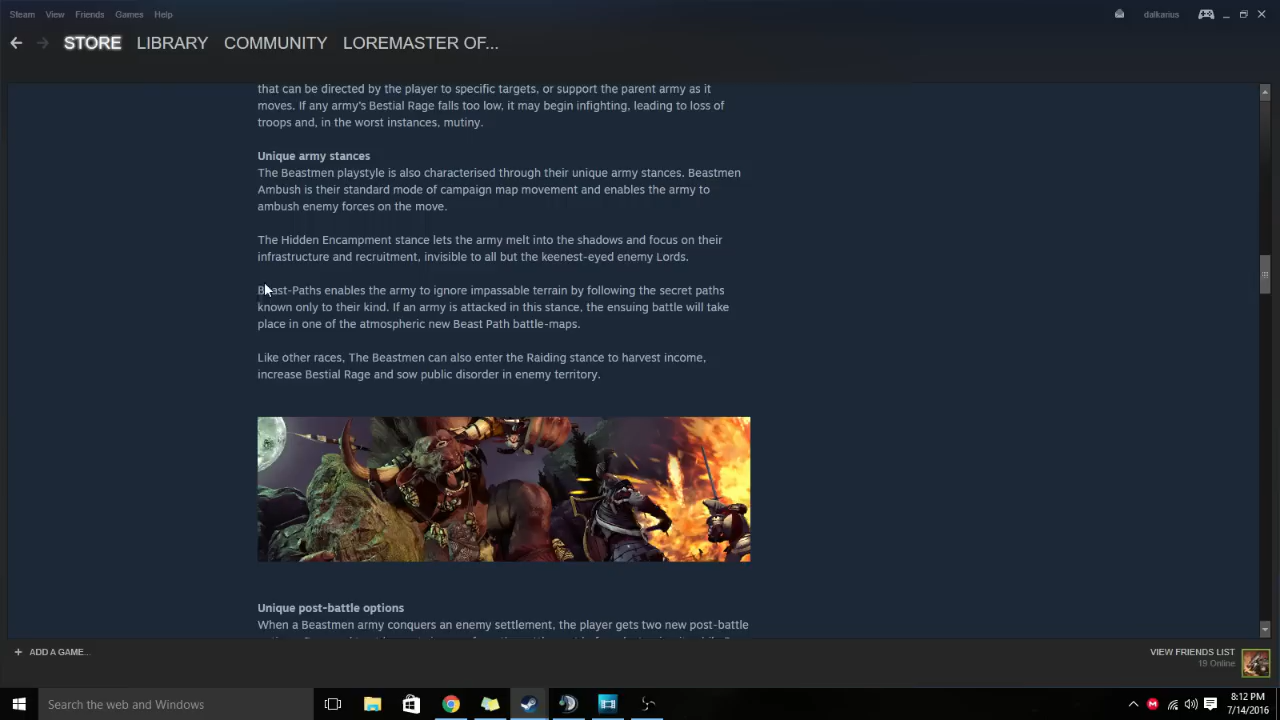 Steam View Friends Games Help
dalkarius
STORE LIBRARY COMMUNITY LOREMASTER OF...
that can be directed by the player to specific targets, or support the parent army as it
moves. If any army's Bestial Rage falls too low, it may begin infighting, leading to loss of
troops and, in the worst instances, mutiny.
Unique army stances
The Beastmen playstyle is also characterised through their unique army stances. Beastmen
Ambush is their standard mode of campaign map movement and enables the army to
ambush enemy forces on the move.
The Hidden Encampment stance lets the army melt into the shadows and focus on their
infrastructure and recruitment, invisible to all but the keenest-eyed enemy Lords.
Beast-Paths enables the army to ignore impassable terrain by following the secret paths
known only to their kind. If an army is attacked in this stance, the ensuing battle will take
place in one of the atmospheric new Beast Path battle-maps.
Like other races, The Beastmen can also enter the Raiding stance to harvest income,
increase Bestial Rage and sow public disorder in enemy territory.
Unique post-battle options
When a Beastmen army conquers an enemy settlement, the player gets two new post-battle
+ ADD A GAME...
VIEW FRIENDS LIST
19 Online
Search the web and Windows
8:12 PM
7/14/2016